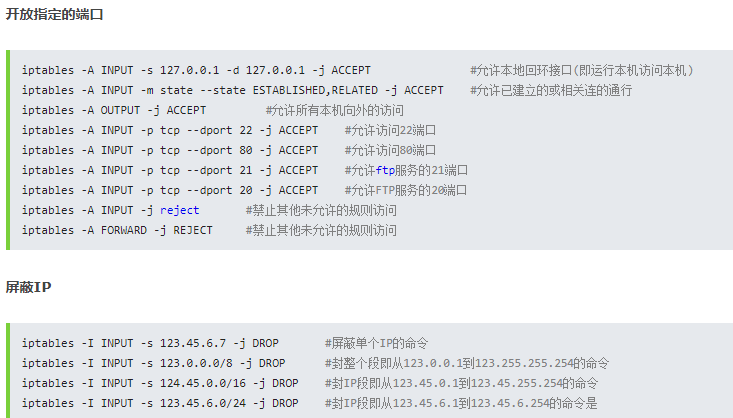 开放指定的端口
iptables -A INPUT -s 127.0.0.1 -d 127.0.0.1 -j ACCEPT #允许本地回环接口(即运行本机访问本机)
iptables -A INPUT -m state --state ESTABLISHED,RELATED -j ACCEPT #允许已建立的或相关连的通行
iptables -A OUTPUT -j ACCEPT #允许所有本机向外的访问
iptables -A INPUT -p tcp --dport 22 -j ACCEPT #允许访问22端口
iptables -A INPUT -p tcp --dport 80 -j ACCEPT #允许访问80端口
iptables -A INPUT -p tcp --dport 21 -j ACCEPT #允许ftp服务的21端口
iptables -A INPUT -p tcp --dport 20 -j ACCEPT #允许FTP服务的20端口
iptables -A INPUT -j reject #禁止其他未允许的规则访问
iptables -A FORWARD -j REJECT #禁止其他未允许的规则访问
屏蔽IP
iptables -I INPUT -s 123.45.6.7 -j DROP #屏蔽单个IP的命令
iptables -I INPUT -s 123.0.0.0/8 -j DROP #封整个段即从123.0.0.1到123.255.255.254的命令
iptables -I INPUT -s 124.45.0.0/16 -j DROP #封IP段即从123.45.0.1到123.45.255.254的命令
iptables -I INPUT -s 123.45.6.0/24 -j DROP #封IP段即从123.45.6.1到123.45.6.254的命令是